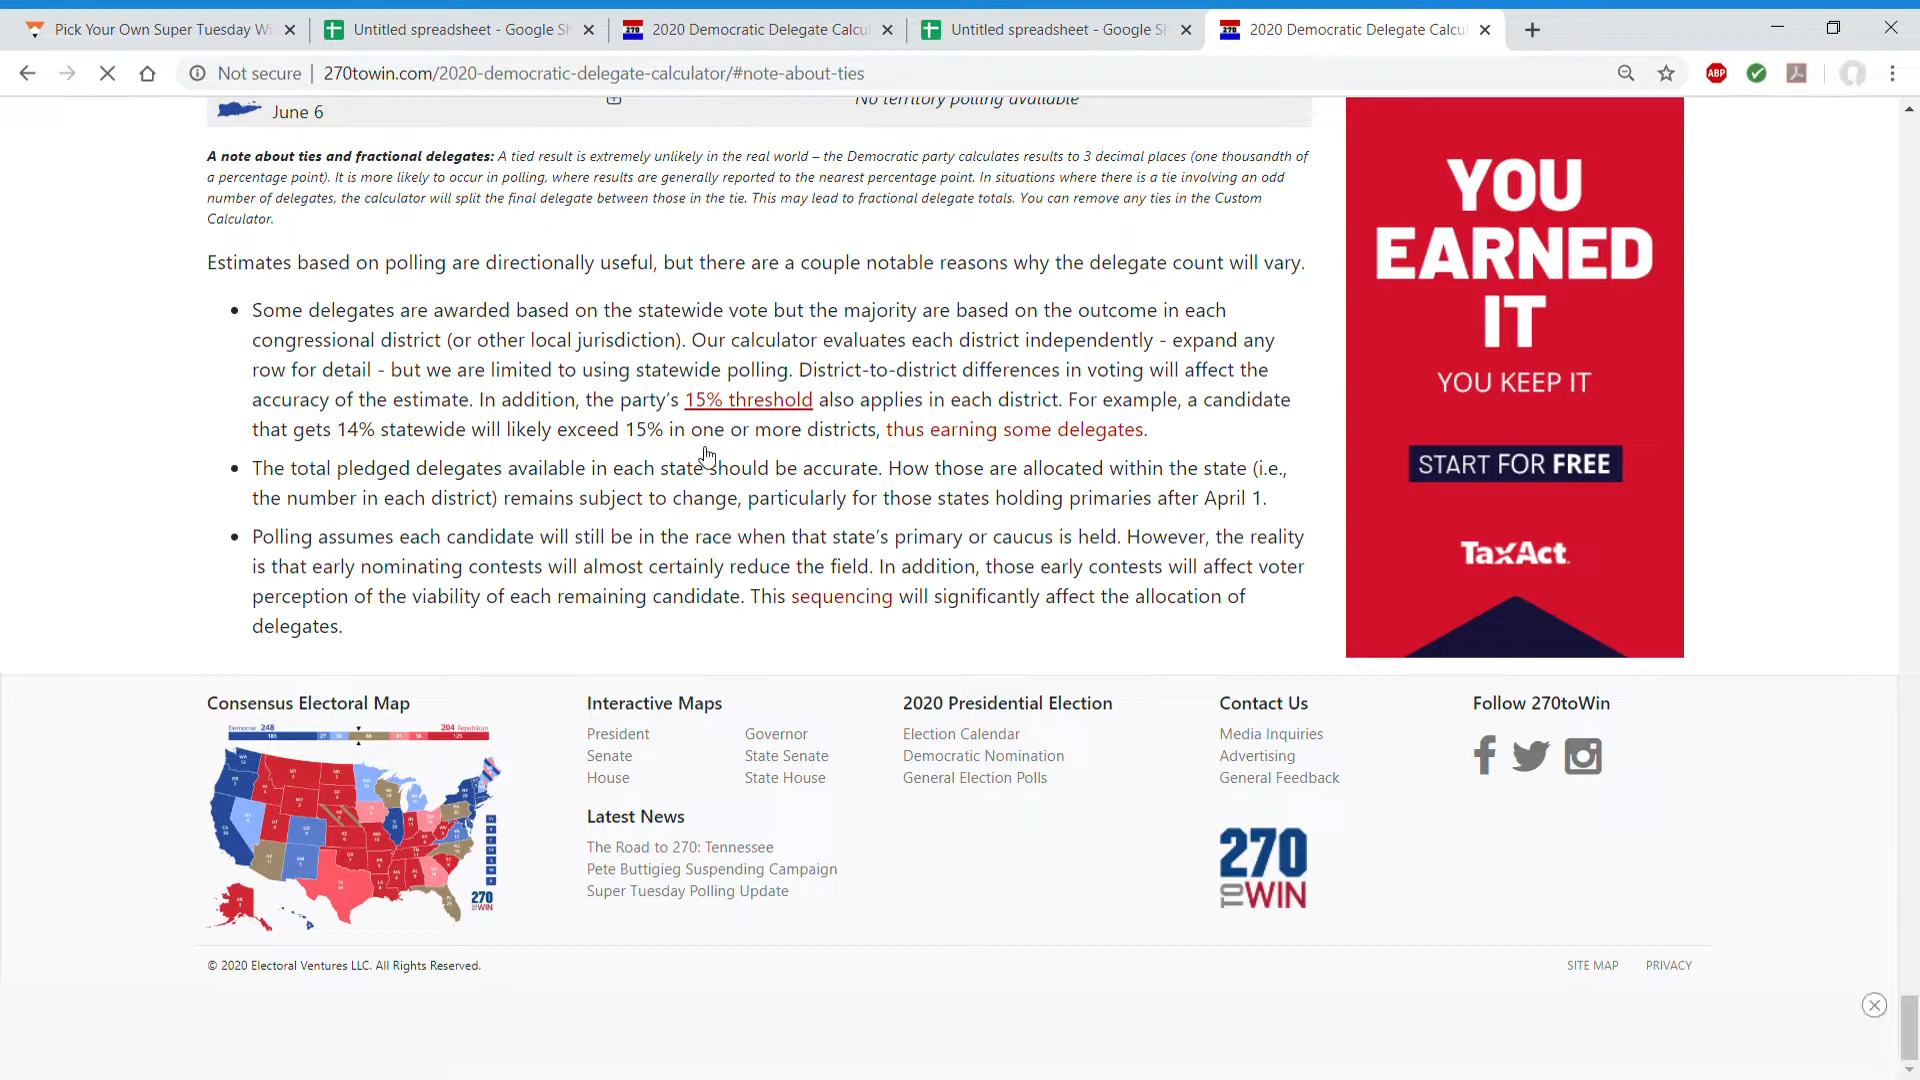 Pick Your Own Super Tuesday Wi
Untitled spreadsheet - Google Sh
2020 Democratic Delegate Calcu
Untitled spreadsheet - Google Sh
2020 Democratic Delegate Calcu
Not secure | 270towin.com/2020-democratic-delegate-calculator/#note-about-ties
ABP
June 6
No territory polling available
A note about ties and fractional delegates: A tied result is extremely unlikely in the real world – the Democratic party calculates results to 3 decimal places (one thousandth of
a percentage point). It is more likely to occur in polling, where results are generally reported to the nearest percentage point. In situations where there is a tie involving an odd
number of delegates, the calculator will split the final delegate between those in the tie. This may lead to fractional delegate totals. You can remove any ties in the Custom
Calculator.
Estimates based on polling are directionally useful, but there are a couple notable reasons why the delegate count will vary.
• Some delegates are awarded based on the statewide vote but the majority are based on the outcome in each
congressional district (or other local jurisdiction). Our calculator evaluates each district independently - expand any
row for detail - but we are limited to using statewide polling. District-to-district differences in voting will affect the
accuracy of the estimate. In addition, the party's 15% threshold also applies in each district. For example, a candidate
that gets 14% statewide will likely exceed 15% in one or more districts, thus earning some delegates.
• The total pledged delegates available in each state should be accurate. How those are allocated within the state (i.e.,
the number in each district) remains subject to change, particularly for those states holding primaries after April 1.
• Polling assumes each candidate will still be in the race when that state's primary or caucus is held. However, the reality
is that early nominating contests will almost certainly reduce the field. In addition, those early contests will affect voter
perception of the viability of each remaining candidate. This sequencing will significantly affect the allocation of
delegates.
YOU
EARNED
IT
YOU KEEP IT
START FOR FREE
TaxAct.
Consensus Electoral Map
Democrat 248
204 Republican
270
TO WIN
Interactive Maps
President
Governor
Senate
State Senate
House
State House
Latest News
The Road to 270: Tennessee
Pete Buttigieg Suspending Campaign
Super Tuesday Polling Update
2020 Presidential Election
Election Calendar
Democratic Nomination
General Election Polls
Contact Us
Media Inquiries
Advertising
General Feedback
270
TO WIN
Follow 270toWin
© 2020 Electoral Ventures LLC. All Rights Reserved.
SITE MAP
PRIVACY